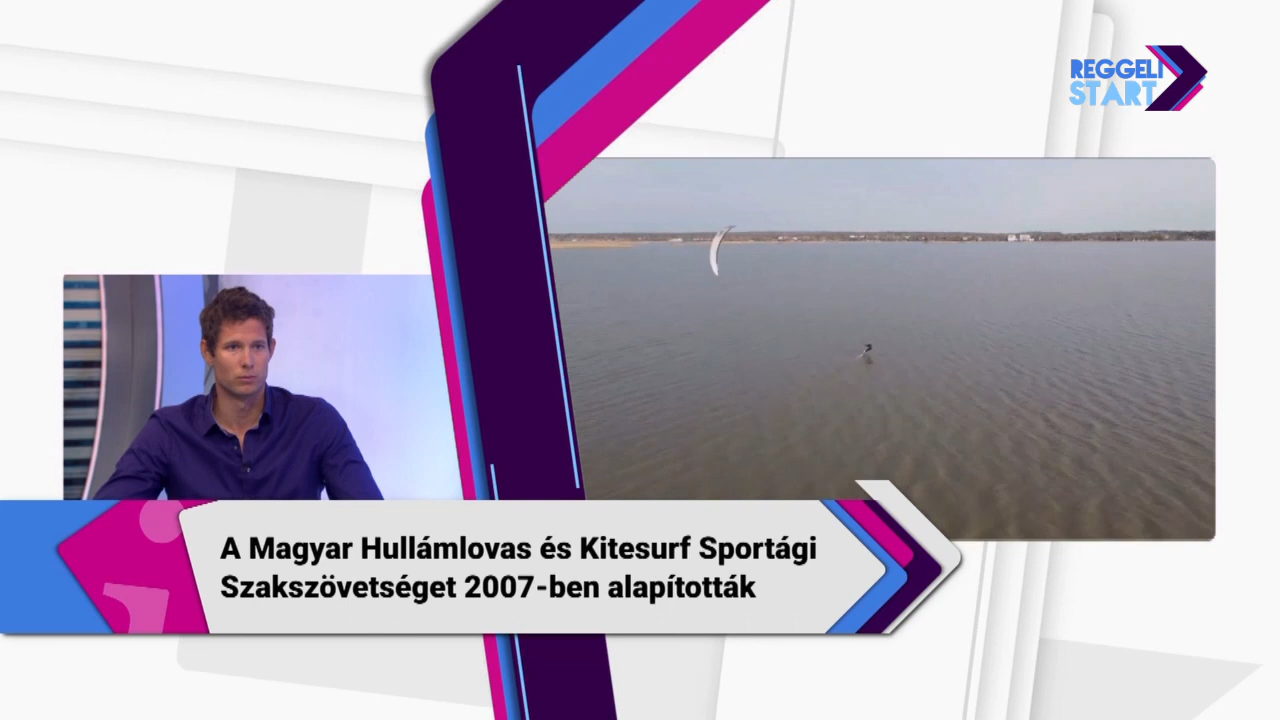 REGGELI
START
A Magyar Hullámlovas és Kitesurf Sportági
Szakszövetséget 2007-ben alapították